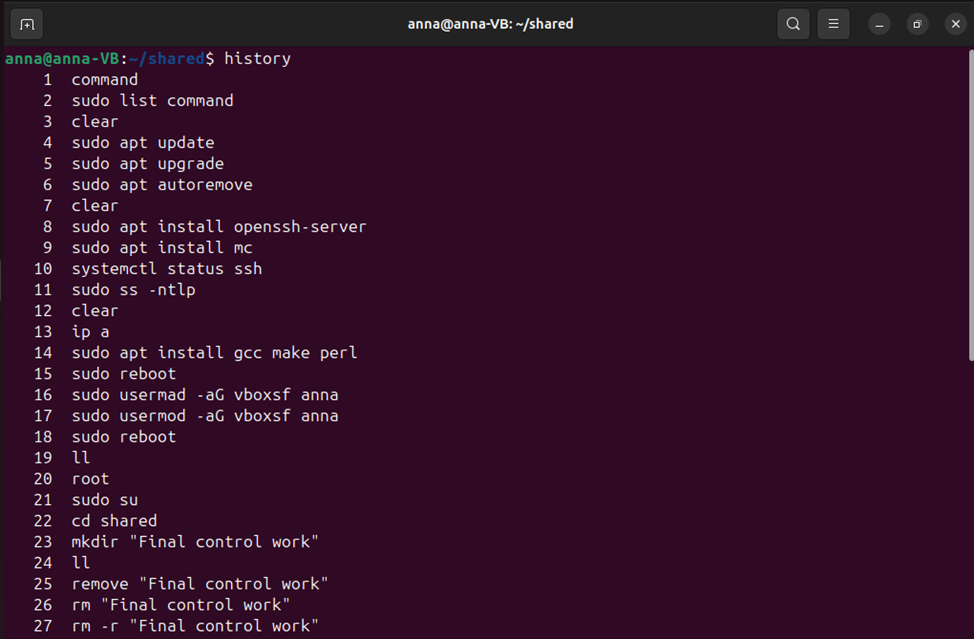 anna@anna-VB: ~/shared
anna@anna-VB:~/shared$ history
1 command
2 sudo list command
3 clear
4 sudo apt update
5 sudo apt upgrade
6 sudo apt autoremove
7 clear
8 sudo apt install openssh-server
9 sudo apt install mc
10 systemctl status ssh
11 sudo ss -ntlp
12 clear
13 ip a
14 sudo apt install gcc make perl
15 sudo reboot
16 sudo usermad -aG vboxsf anna
17 sudo usermod -aG vboxsf anna
18 sudo reboot
19 ll
20 root
21 sudo su
22 cd shared
23 mkdir "Final control work"
24 ll
25 remove "Final control work"
26 rm "Final control work"
27 rm -r "Final control work"